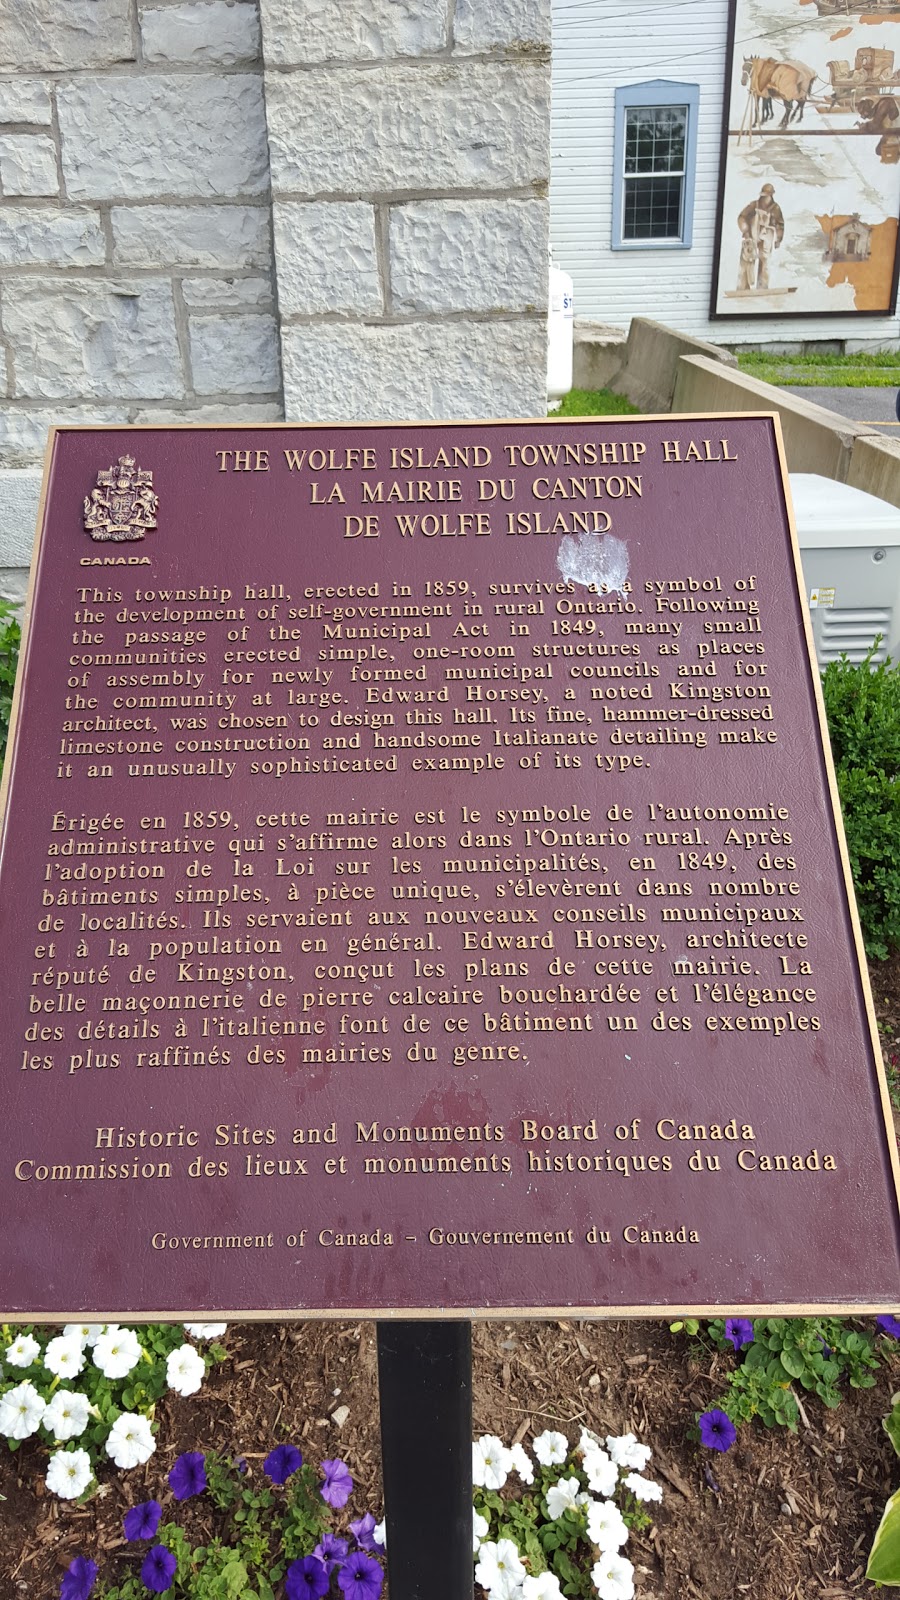 THE WOLFE ISLAND TOWNSHIP HALL
LA MAIRIE DU CANTON
DE WOLFE ISLAND
CANADA
This township hall, erected in 1859, survives as a symbol of
the development of self-government in rural Ontario. Following
the passage of the Municipal Act in 1849, many small
communities erected simple, one-room structures as places
of assembly for newly formed municipal councils and for
the community at large. Edward Horsey, a noted Kingston
architect, was chosen to design this hall. Its fine, hammer-dressed
limestone construction and handsome Italianate detailing make
it an unusually sophisticated example of its type.
Érigée en 1859, cette mairie est le symbole de l'autonomie
administrative qui s'affirme alors dans l'Ontario rural. Après
l'adoption de la Loi sur les municipalités, en 1849, des
bâtiments simples, à pièce unique, s'élevèrent dans nombre
de localités. Ils servaient aux nouveaux conseils municipaux
et à la population en général. Edward Horsey, architecte
réputé de Kingston, conçut les plans de cette mairie. La
belle maçonnerie de pierre calcaire bouchardée et l'élégance
des détails à l'italienne font de ce bâtiment un des exemples
les plus raffinés des mairies du genre.
Historic Sites and Monuments Board of Canada
Commission des lieux et monuments historiques du Canada
Government of Canada – Gouvernement du Canada